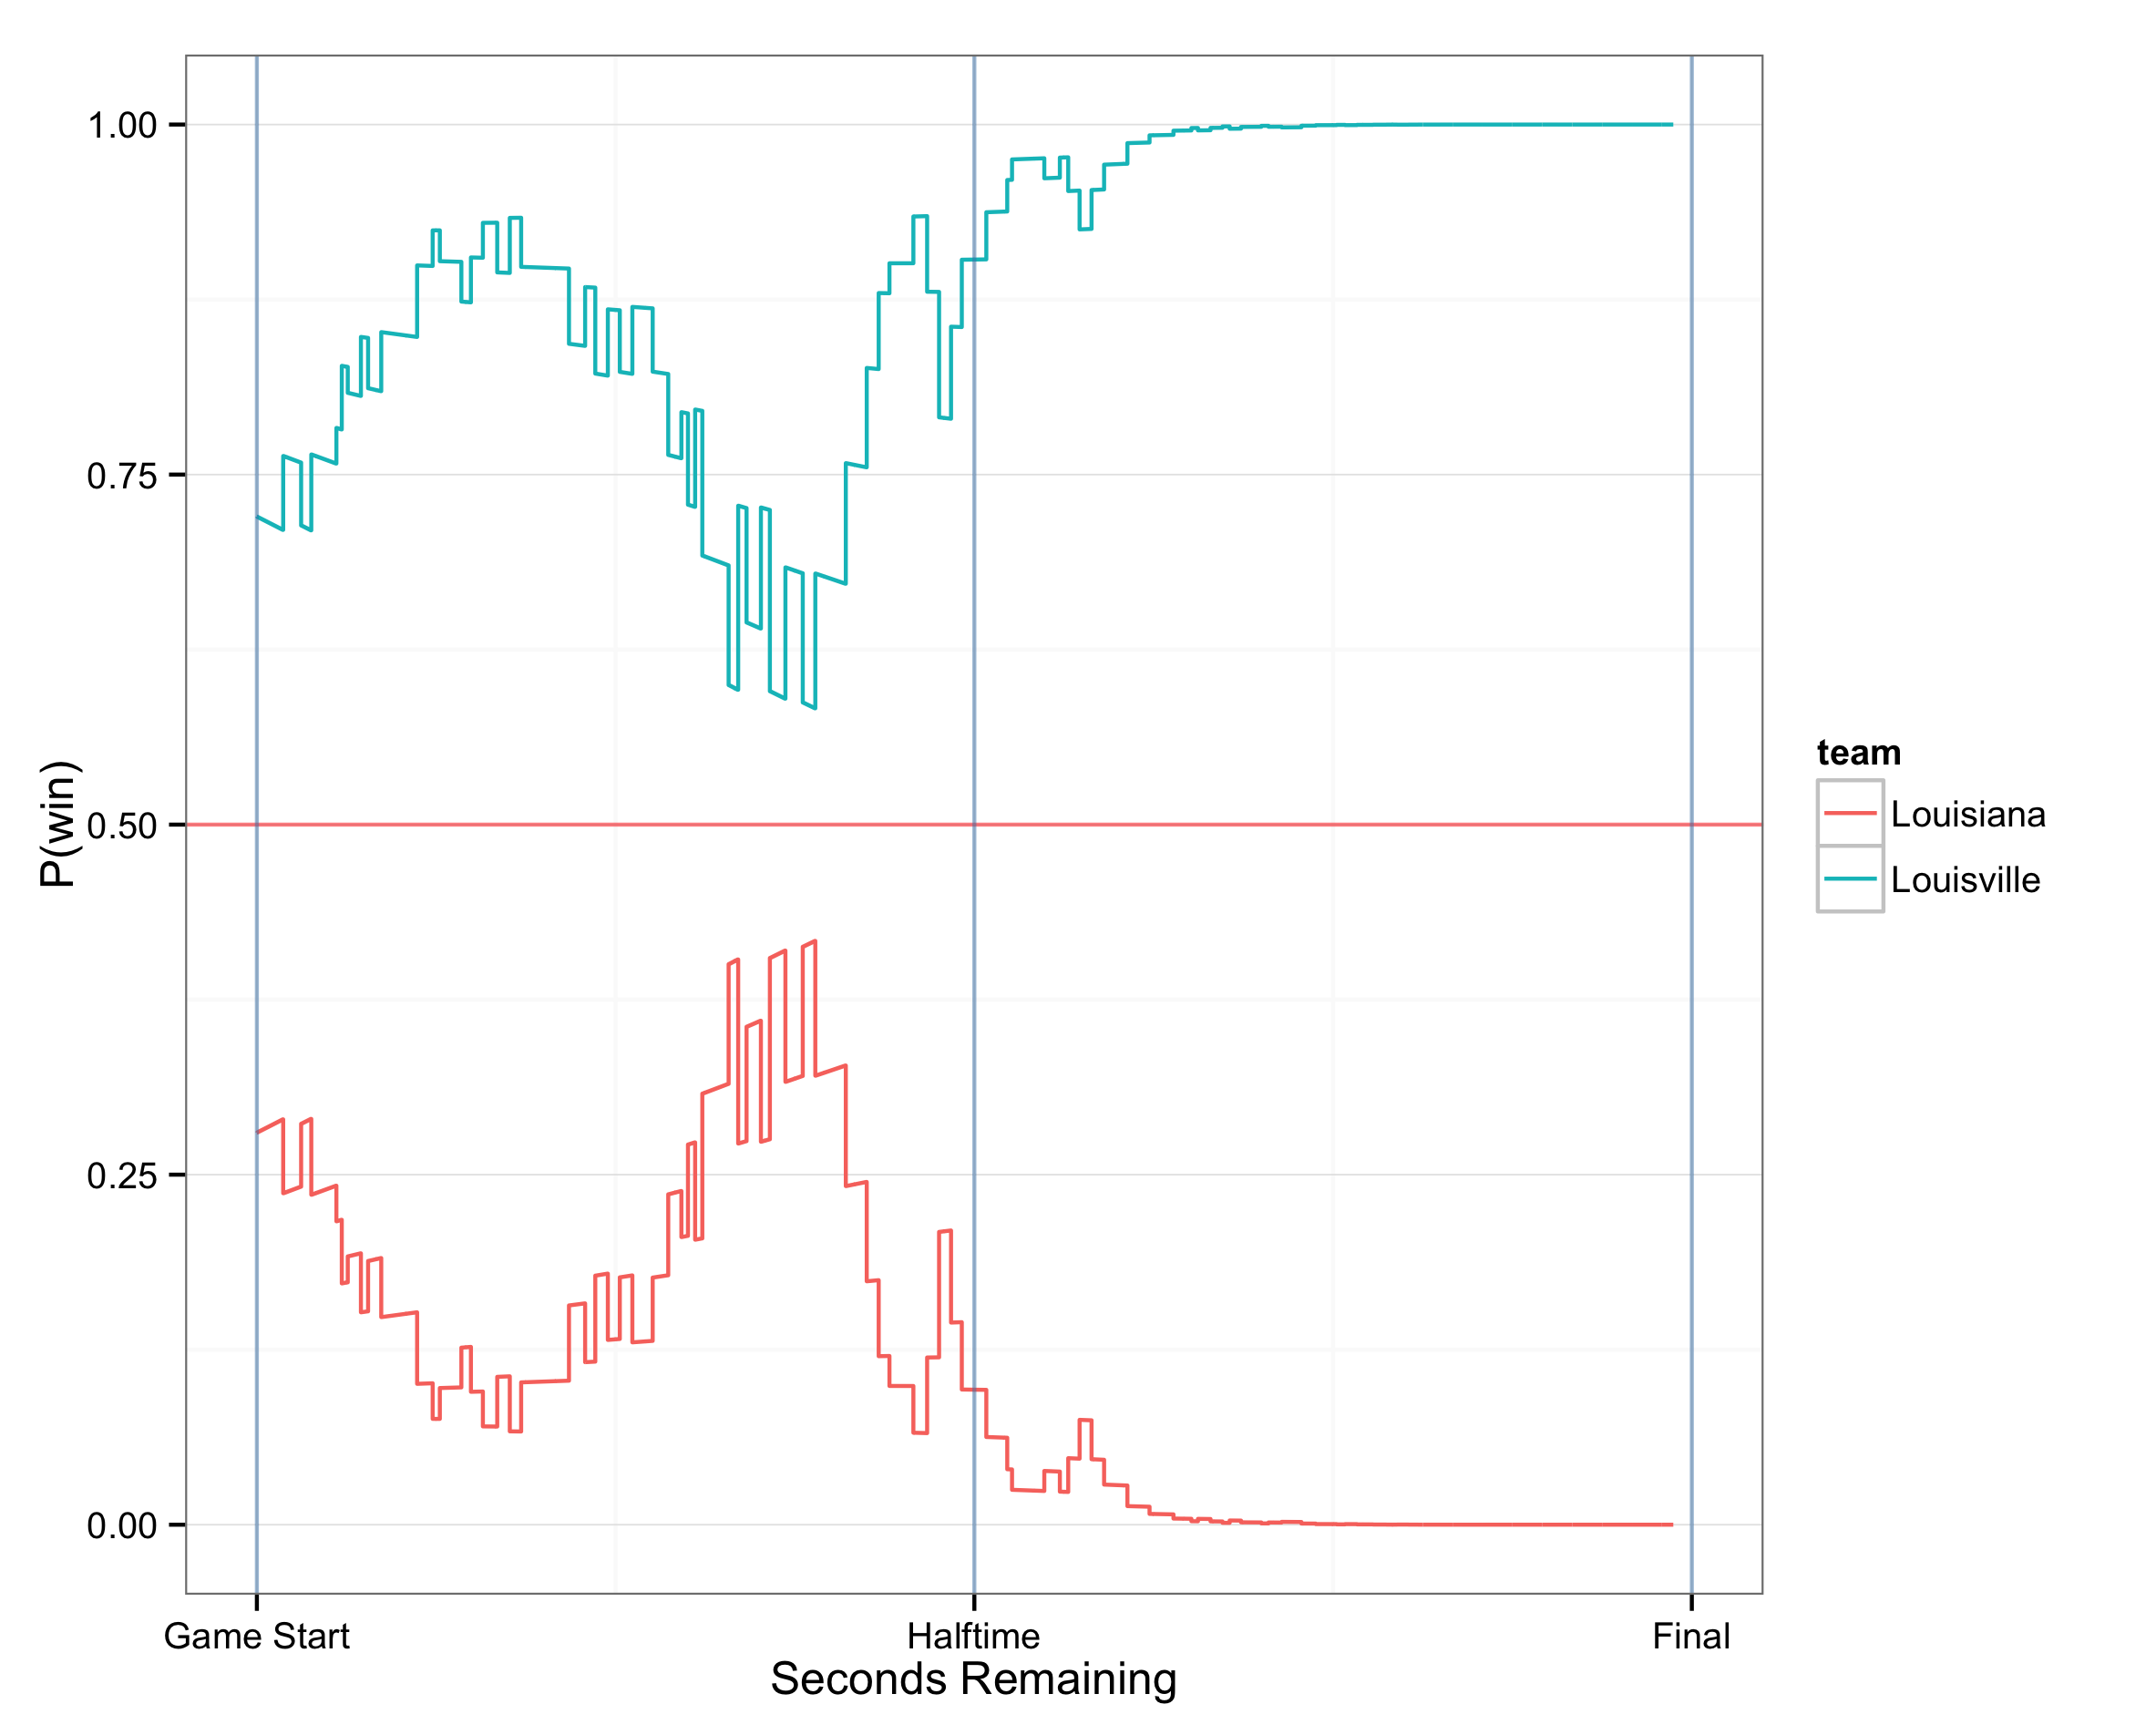 1.00
0.75
0.50
0.25
0.00
P(win)
Game Start
Halftime
Final
Seconds Remaining
team
Louisiana
Louisville